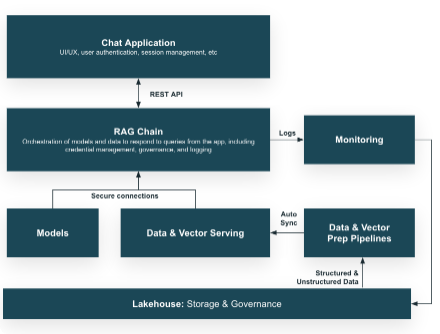 Chat Application
UI/UX, user authentication, session management, etc
REST API
RAG Chain
Orchestration of models and data to respond to queries from the app, including
credential management, governance, and logging
Logs
Monitoring
Secure connections
Models
Data & Vector Serving
Auto
Sync
Data & Vector
Prep Pipelines
Structured &
Unstructured Data
Lakehouse: Storage & Governance